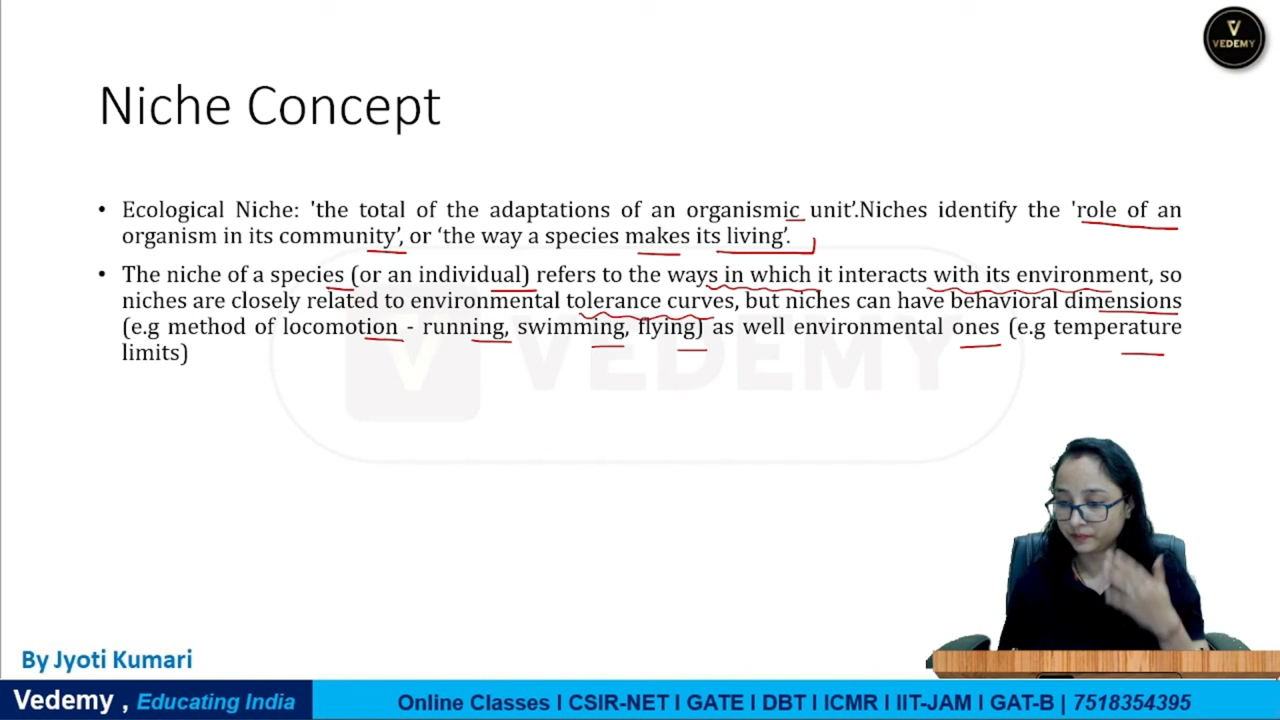 VEDEMY
Niche Concept
• Ecological Niche: 'the total of the adaptations of an organismic unit’.Niches identify the 'role of an
organism in its community’, or ‘the way a species makes its living’.
• The niche of a species (or an individual) refers to the ways in which it interacts with its environment, so
niches are closely related to environmental tolerance curves, but niches can have behavioral dimensions
(e.g method of locomotion - running, swimming, flying) as well environmental ones (e.g temperature
limits)
VEDEMY
By Jyoti Kumari
Vedemy , Educating India
Online Classes I CSIR-NET I GATE I DBT I ICMR I IIT-JAM I GAT-B | 7518354395